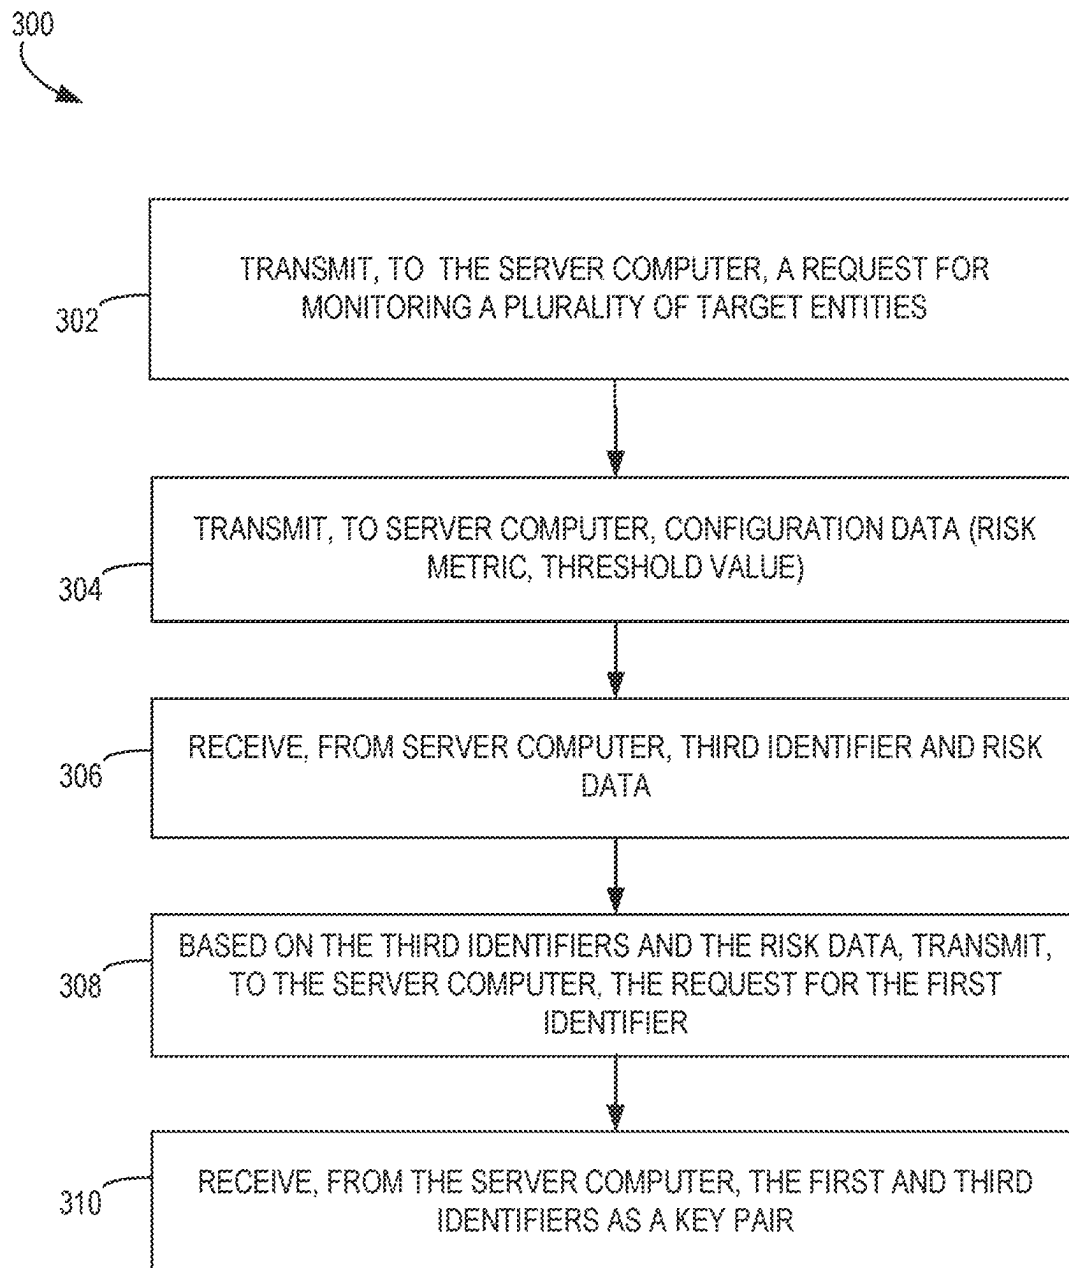 300
TRANSMIT, TO THE SERVER COMPUTER, A REQUEST FOR
MONITORING A PLURALITY OF TARGET ENTITIES
302
TRANSMIT, TO SERVER COMPUTER, CONFIGURATION DATA (RISK
METRIC, THRESHOLD VALUE)
304
RECEIVE, FROM SERVER COMPUTER, THIRD IDENTIFIER AND RISK
DATA
306
BASED ON THE THIRD IDENTIFIERS AND THE RISK DATA, TRANSMIT,
TO THE SERVER COMPUTER, THE REQUEST FOR THE FIRST
IDENTIFIER
308
RECEIVE, FROM THE SERVER COMPUTER, THE FIRST AND THIRD
IDENTIFIERS AS A KEY PAIR
310